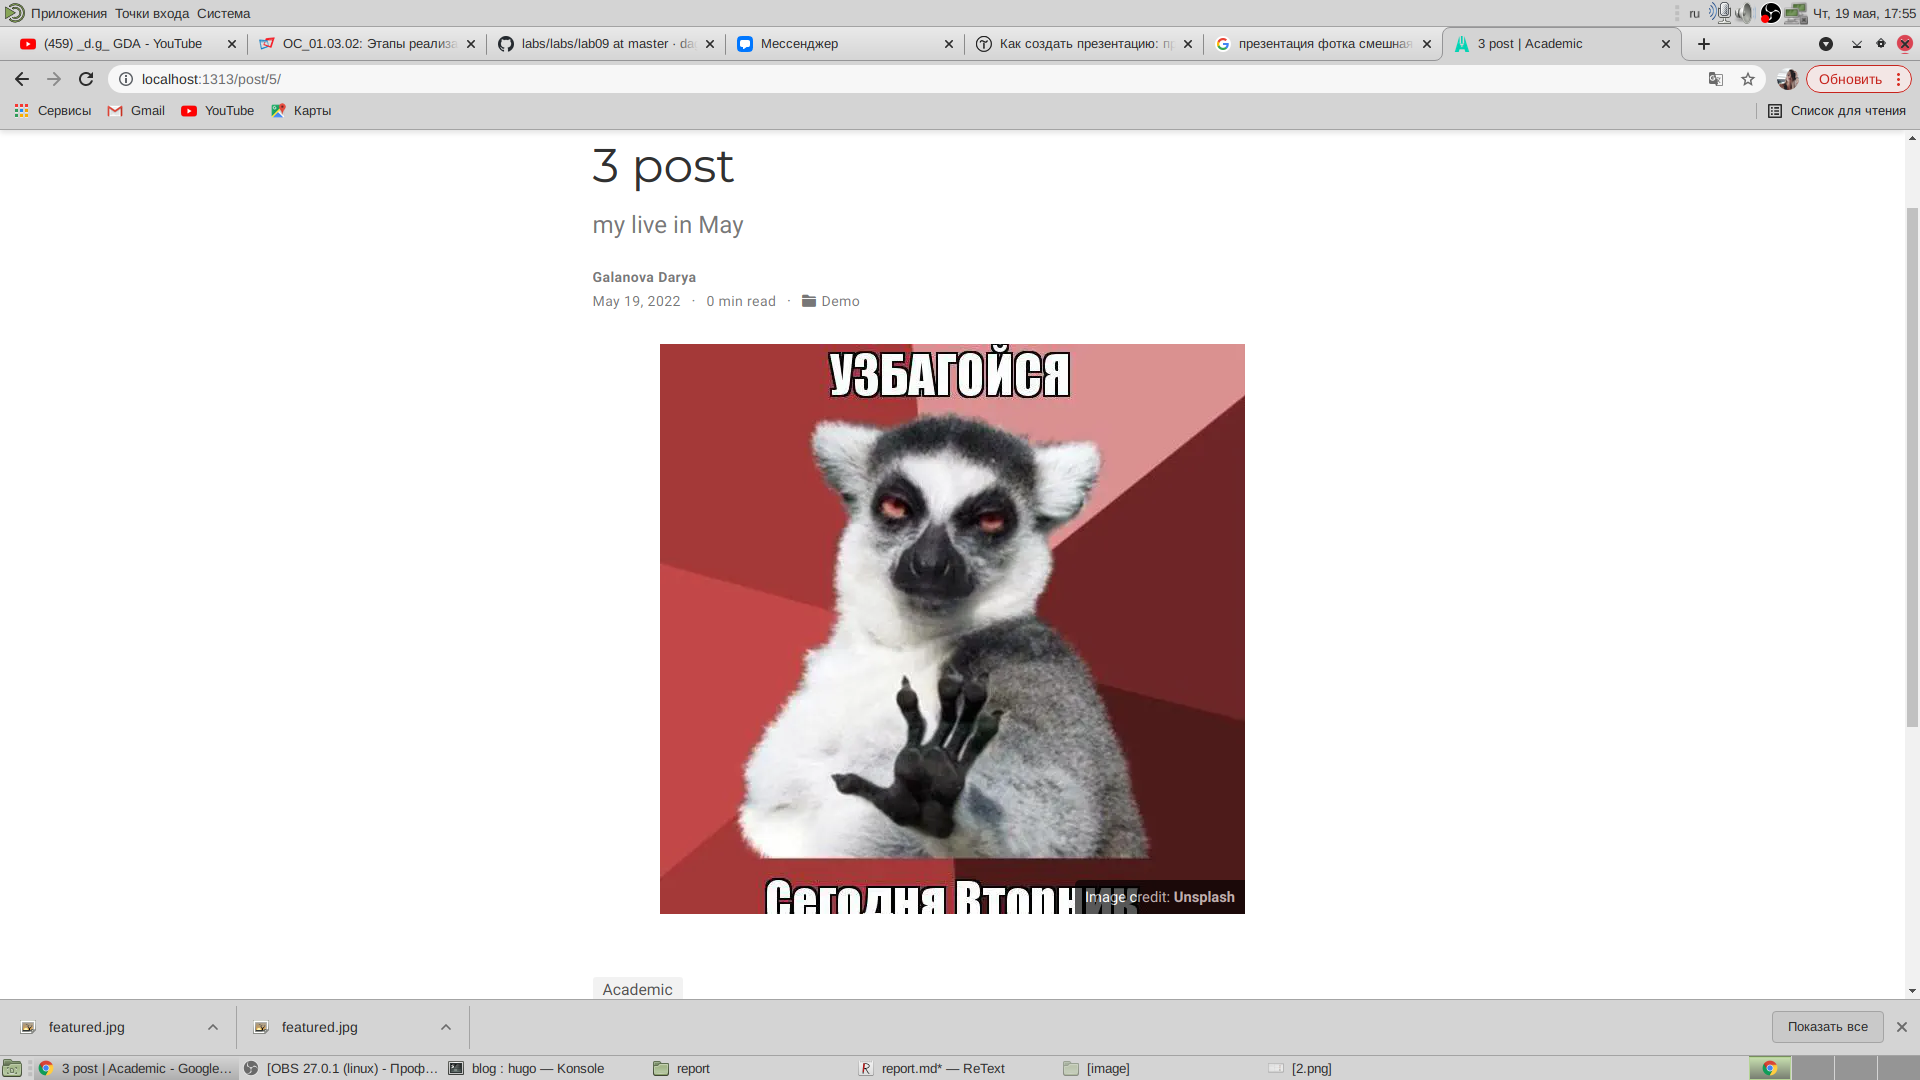 Приложения Точки входа Система
ru Чт, 19 мая, 17:55
(459) _d.g_ GDA - YouTube
ОС_01.03.02: Этапы реализа
labs/labs/lab09 at master · da
Мессенджер
Как создать презентацию: пр
презентация фотка смешная
3 post | Academic
localhost:1313/post/5/
Обновить
Сервисы Gmail YouTube Карты
Список для чтения
3 post
my live in May
Galanova Darya
May 19, 2022 · 0 min read · Demo
УЗБАГОЙСЯ
Сегодня Вторник
Image credit: Unsplash
Academic
featured.jpg
featured.jpg
Показать все
3 post | Academic - Google...
[OBS 27.0.1 (linux) - Проф...
blog : hugo — Konsole
report
report.md* — ReText
[image]
[2.png]